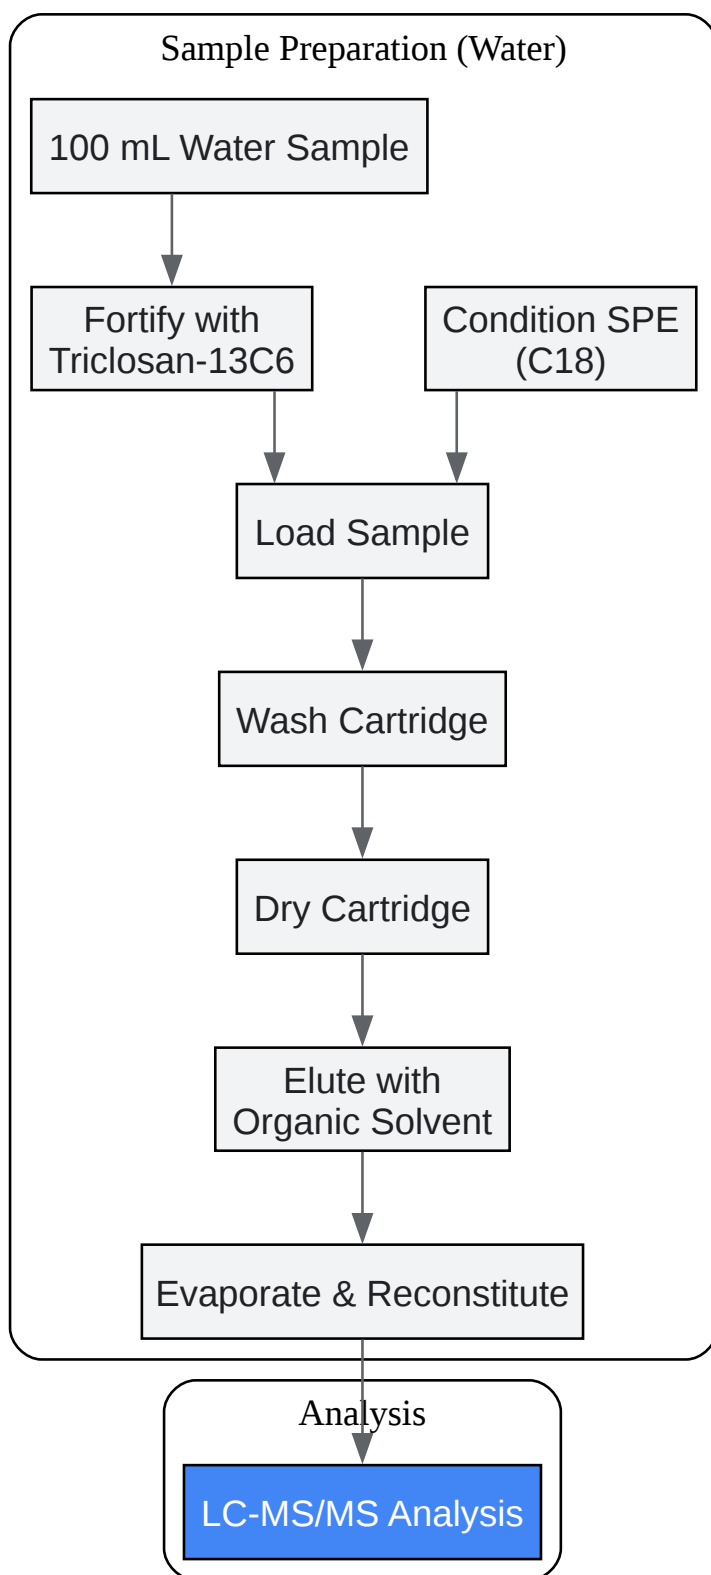 Sample Preparation (Water)
100 mL Water Sample
Fortify with
Triclosan-13C6
Condition SPE
(C18)
Load Sample
Wash Cartridge
Dry Cartridge
Elute with
Organic Solvent
Evaporate & Reconstitute
Analysis
LC-MS/MS Analysis